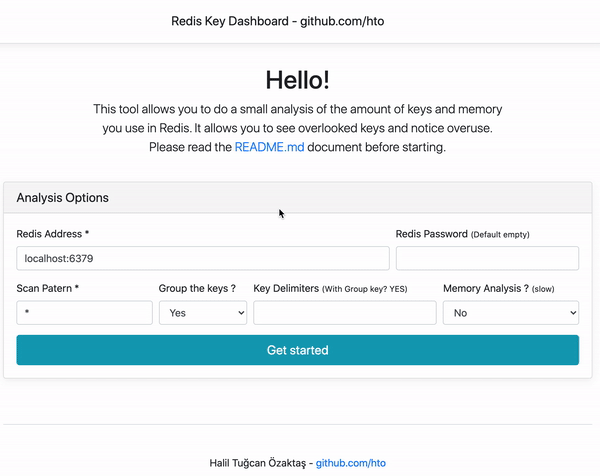 Redis Key Dashboard - github.com/hto
Hello!
This tool allows you to do a small analysis of the amount of keys and memory
you use in Redis. It allows you to see overlooked keys and notice overuse.
Please read the README.md document before starting.
Analysis Options
Redis Address * Redis Password (Default empty)
localhost:6379
Scan Patern * Group the keys ? Key Delimiters (With Group key? YES) Memory Analysis ? (slow)
* Yes No
Get started
Halil Tuğcan Özaktaş - github.com/hto